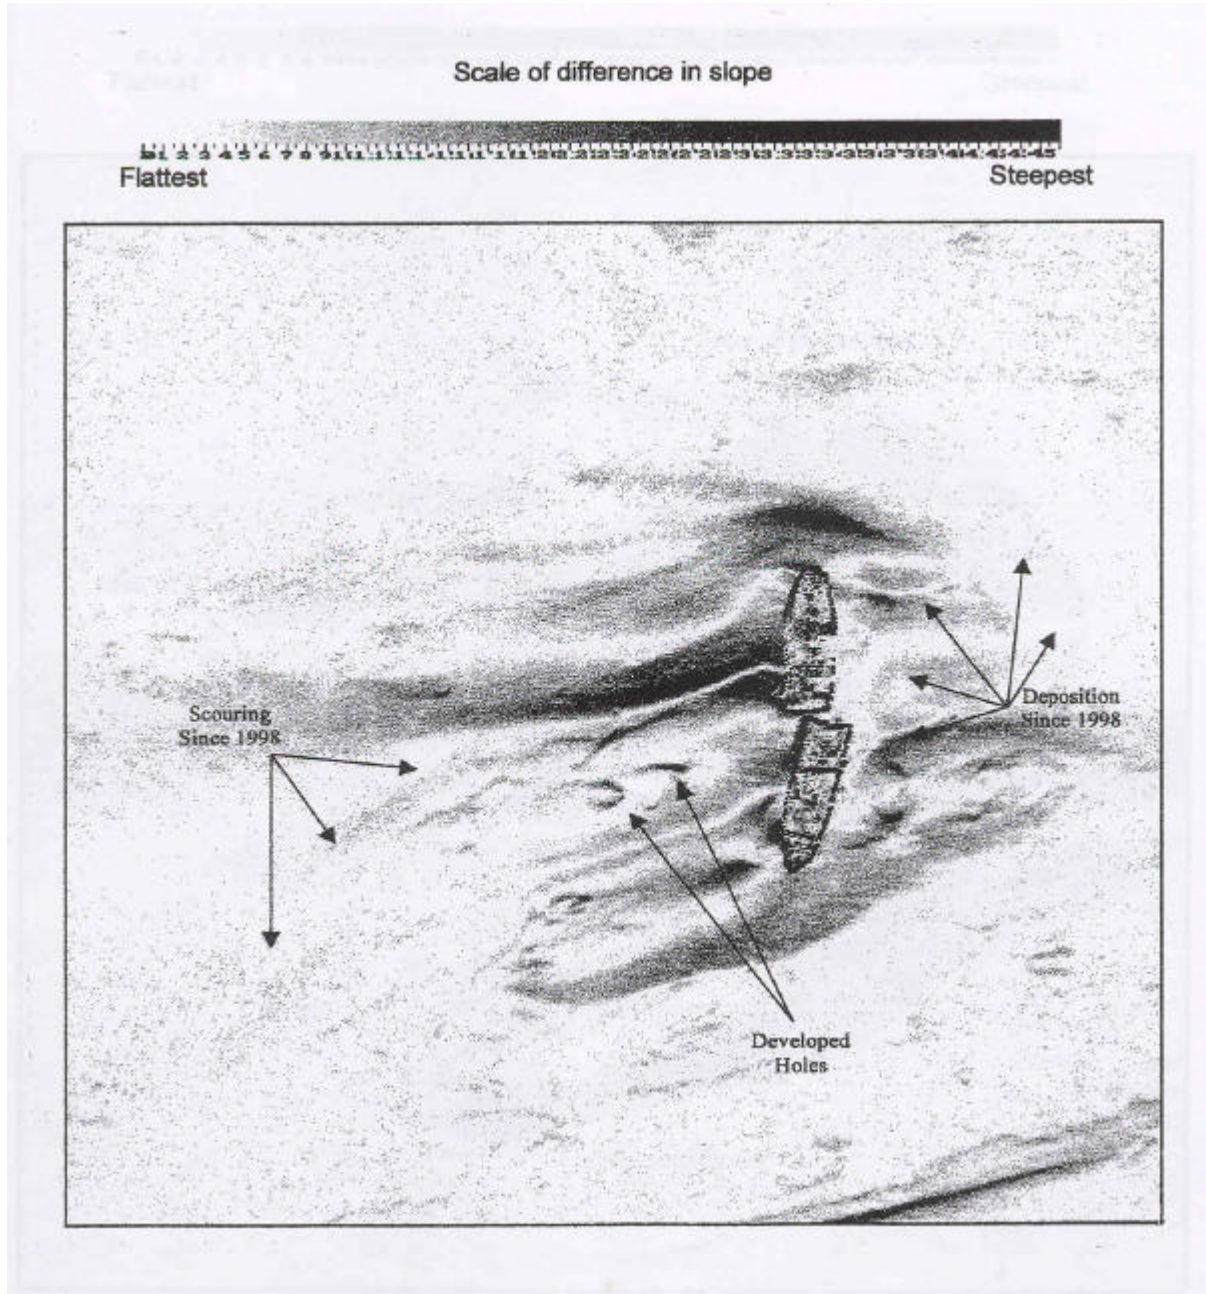 Scale of difference in slope
Flattest
Steepest
Scouring
Since 1998
Deposition
Since 1998
Developed
Holes